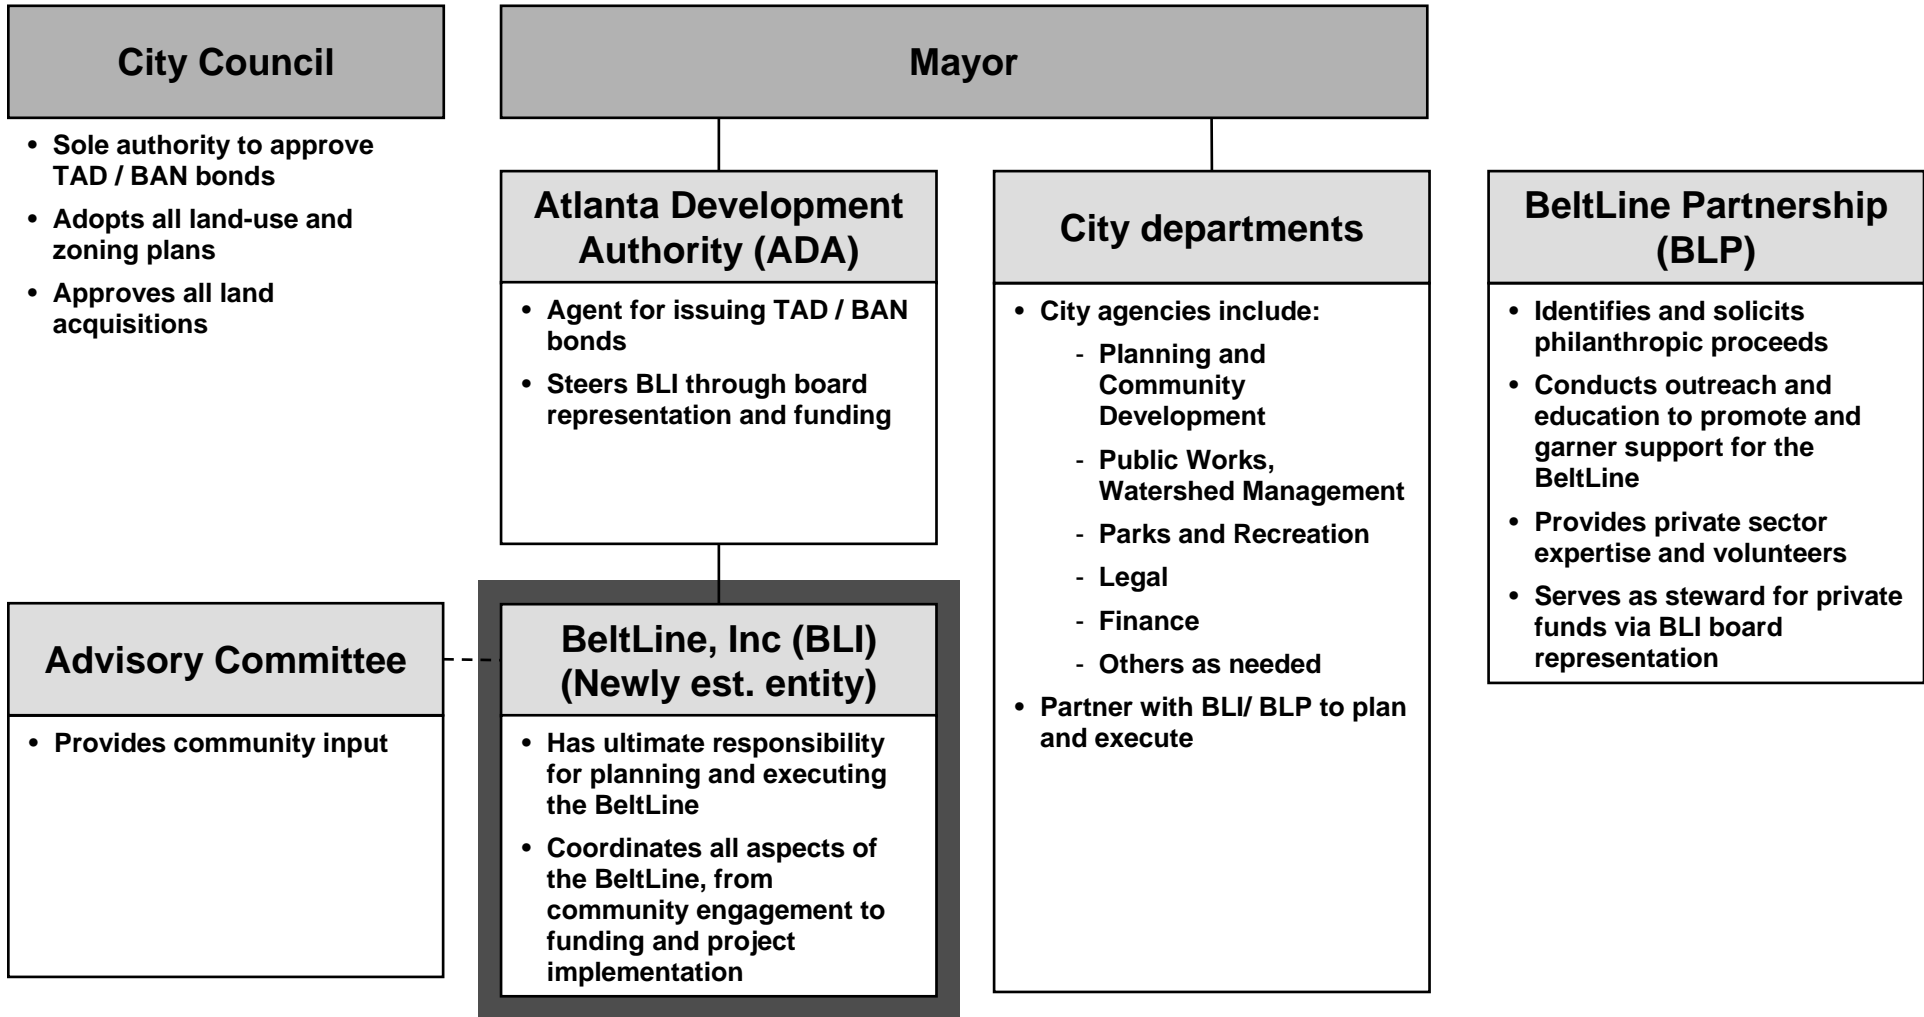 City Council
• Sole authority to approve
TAD / BAN bonds
• Adopts all land-use and
zoning plans
• Approves all land
acquisitions
Mayor
Atlanta Development
Authority (ADA)
• Agent for issuing TAD / BAN
bonds
• Steers BLI through board
representation and funding
City departments
• City agencies include:
- Planning and
Community
Development
- Public Works,
Watershed Management
- Parks and Recreation
- Legal
- Finance
- Others as needed
• Partner with BLI/ BLP to plan
and execute
BeltLine Partnership
(BLP)
• Identifies and solicits
philanthropic proceeds
• Conducts outreach and
education to promote and
garner support for the
BeltLine
• Provides private sector
expertise and volunteers
• Serves as steward for private
funds via BLI board
representation
Advisory Committee
• Provides community input
BeltLine, Inc (BLI)
(Newly est. entity)
• Has ultimate responsibility
for planning and executing
the BeltLine
• Coordinates all aspects of
the BeltLine, from
community engagement to
funding and project
implementation